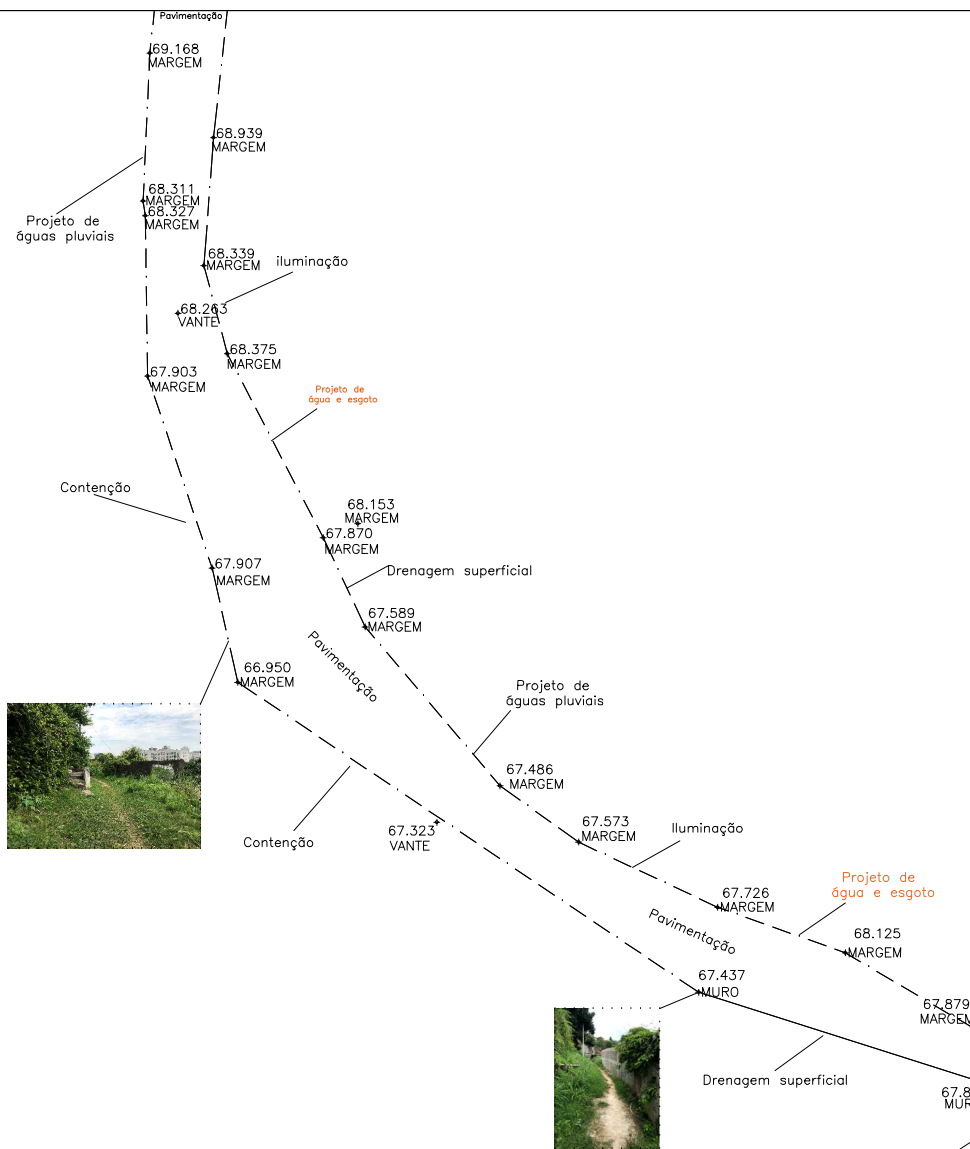 Pavimentação
69.168
MARGEM
68.939
MARGEM
68.311
MARGEM
68.327
MARGEM
Projeto de
águas pluviais
68.339
MARGEM
iluminação
68.263
VANTE
68.375
MARGEM
67.903
MARGEM
Projeto de
água e esgoto
Contenção
68.153
MARGEM
67.870
MARGEM
67.907
MARGEM
Drenagem superficial
67.589
MARGEM
Pavimentação
66.950
MARGEM
Projeto de
águas pluviais
67.486
MARGEM
67.573
MARGEM
67.323
VANTE
Contenção
Iluminação
67.726
MARGEM
Projeto de
água e esgoto
Pavimentação
68.125
MARGEM
67.437
MURO
67.879
MARGEM
Drenagem superficial
67.8
MUR